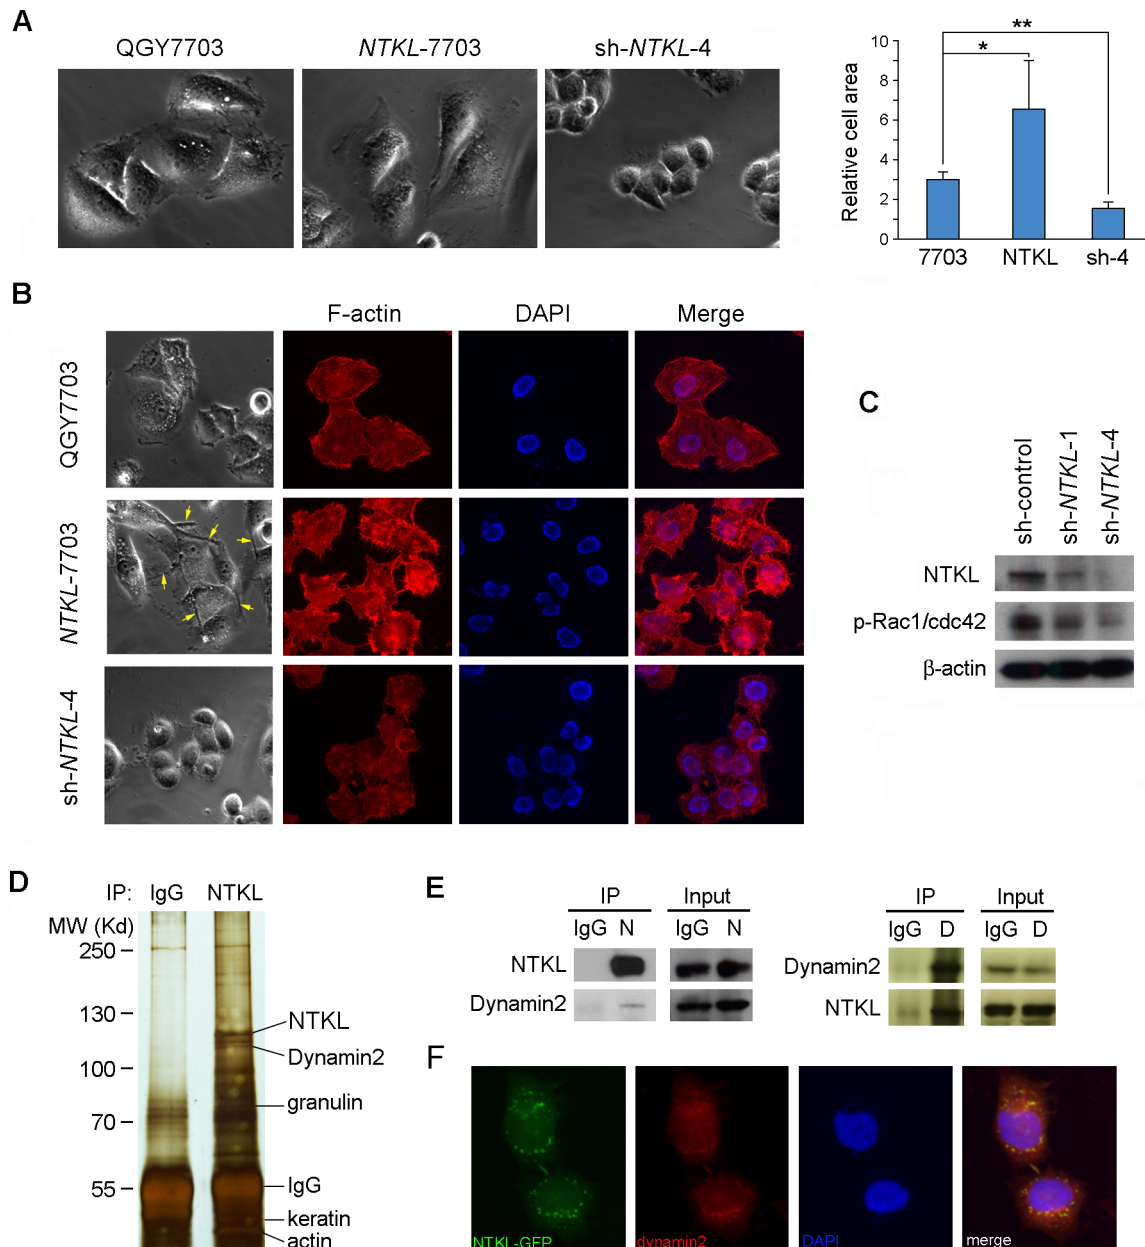 A
QGY7703
NTKL-7703
sh-NTKL-4
**
*
Relative cell area
10
8
6
4
2
0
7703
NTKL
sh-4
B
F-actin
DAPI
Merge
QGY7703
NTKL-7703
sh-NTKL-4
C
sh-control
sh-NTKL-1
sh-NTKL-4
NTKL
p-Rac1/cdc42
β-actin
D
IP: IgG NTKL
MW (Kd)
250
130
100
70
55
NTKL
Dynamin2
granulin
IgG
keratin
actin
E
IP Input
IgG N IgG N
NTKL
Dynamin2
IP Input
IgG D IgG D
Dynamin2
NTKL
F
NTKL-GFP
dynamin2
DAPI
merge